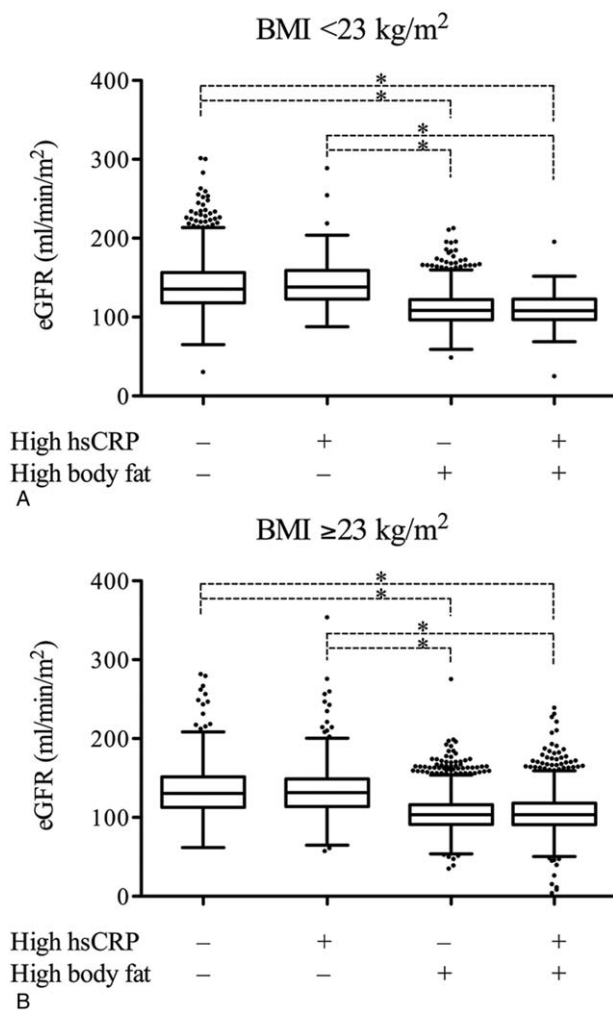 BMI <23 kg/m²
400
*
*
*
*
300
200
100
0
eGFR (ml/min/m²)
High hsCRP – + – +
High body fat – – + +
A
BMI ≥23 kg/m²
400
*
*
*
*
300
200
100
0
eGFR (ml/min/m²)
High hsCRP – + – +
High body fat – – + +
B